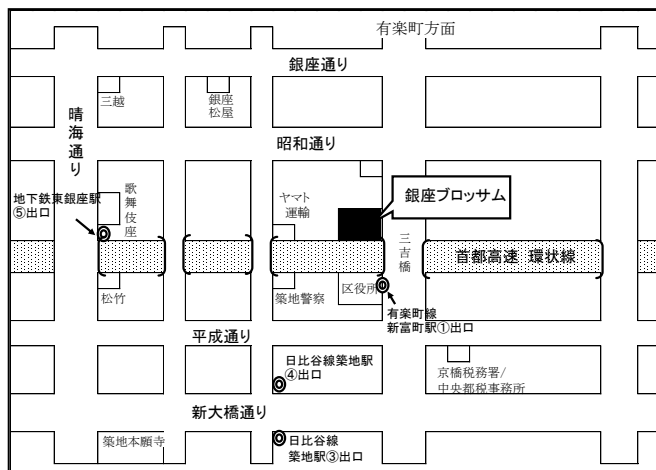 有楽町方面
銀座通り
三越
銀座
松屋
晴海通り
昭和通り
地下鉄東銀座駅
⑤出口
歌舞伎座
ヤマト
運輸
銀座ブロッサム
三吉橋
首都高速 環状線
松竹
築地警察
区役所
有楽町線
新富町駅①出口
平成通り
日比谷線築地駅
④出口
京橋税務署/
中央都税事務所
新大橋通り
築地本願寺
日比谷線
築地駅③出口